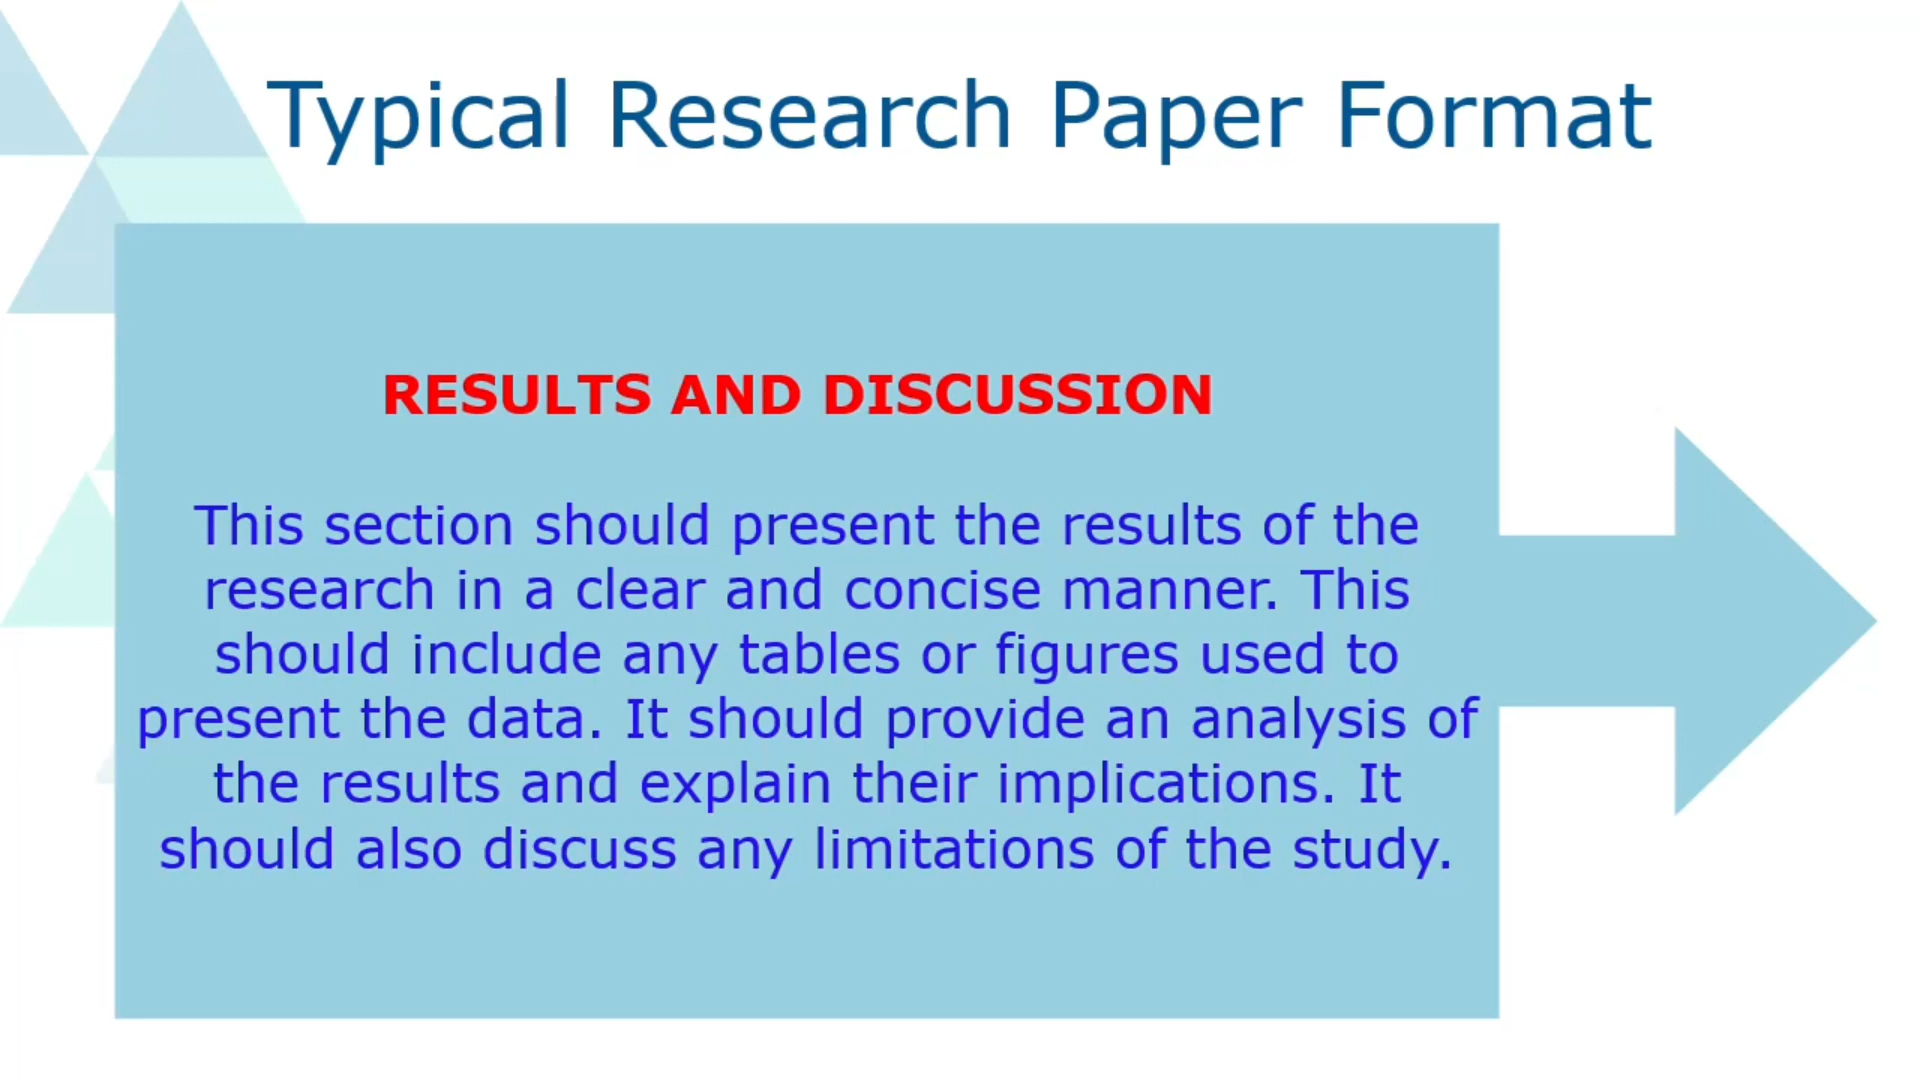 Typical Research Paper Format
RESULTS AND DISCUSSION
This section should present the results of the
research in a clear and concise manner. This
should include any tables or figures used to
present the data. It should provide an analysis of
the results and explain their implications. It
should also discuss any limitations of the study.